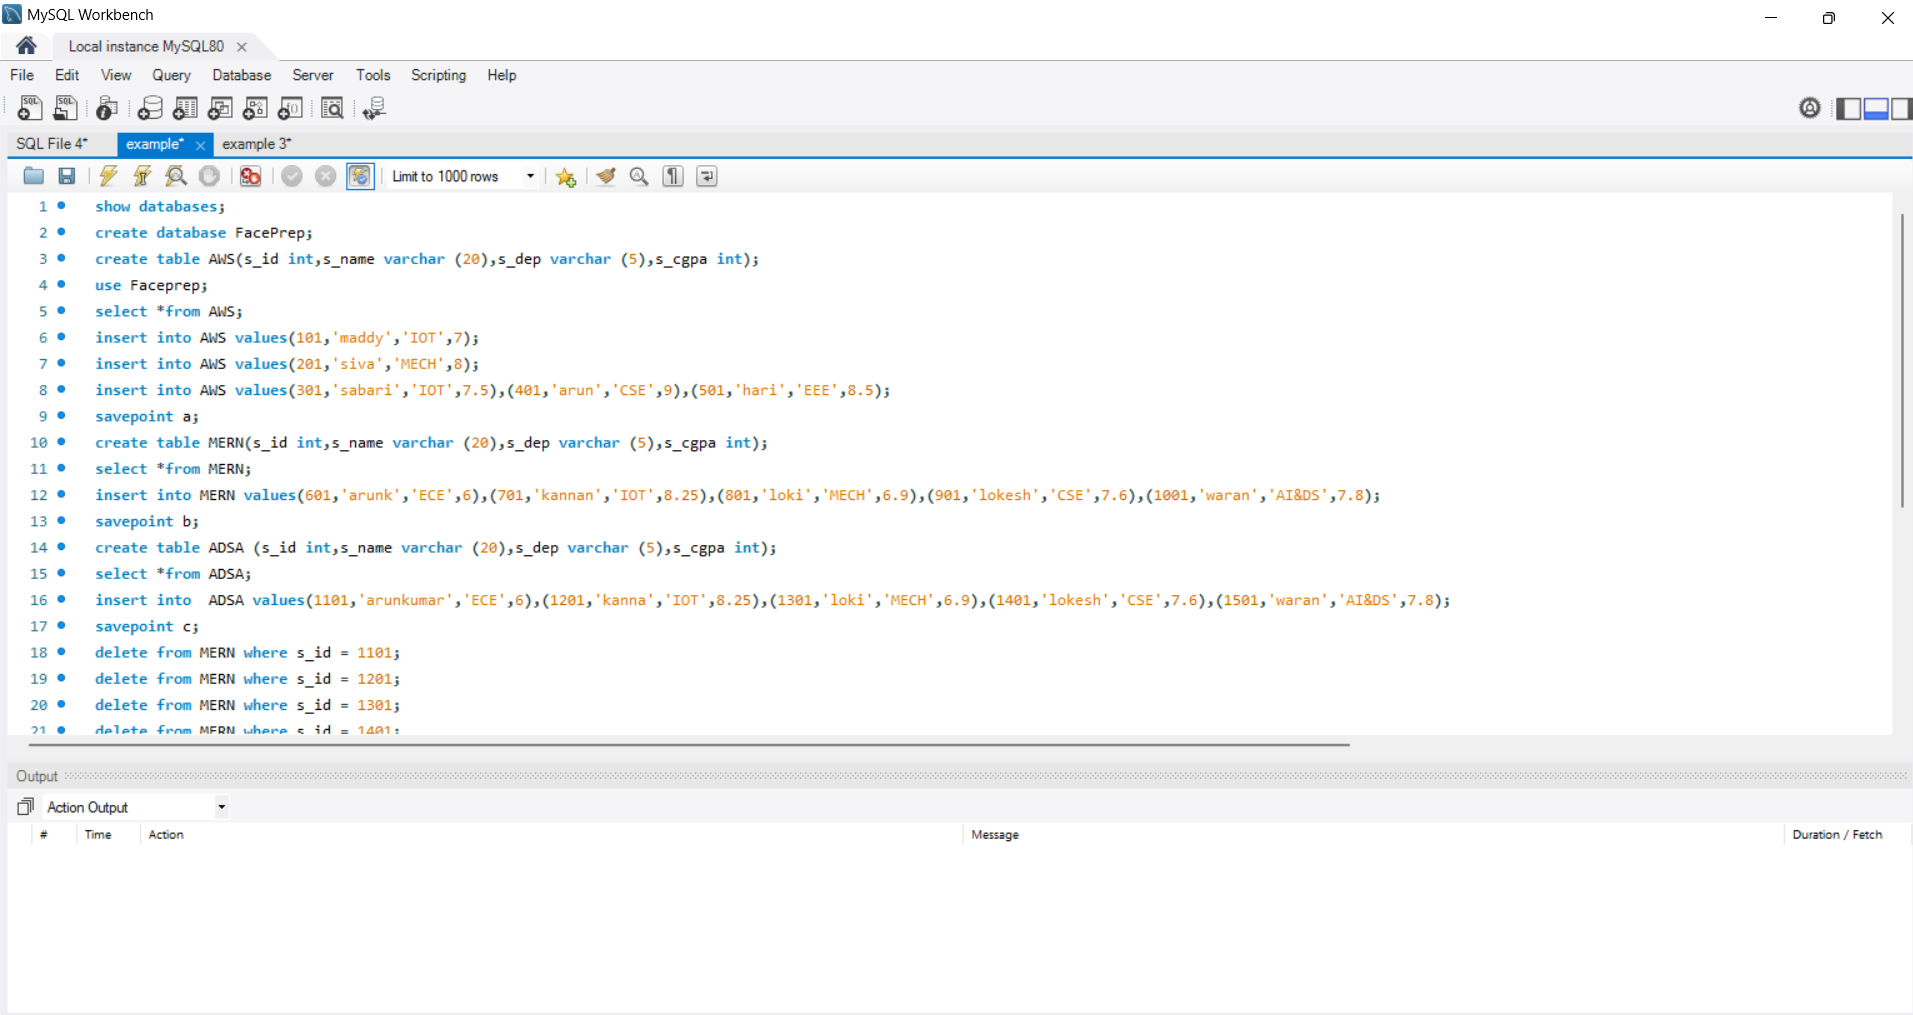 MySQL Workbench
Local instance MySQL80
File Edit View Query Database Server Tools Scripting Help
SQL File 4* example* example 3*
Limit to 1000 rows
1 show databases;
2 create database FacePrep;
3 create table AWS(s_id int,s_name varchar (20),s_dep varchar (5),s_cgpa int);
4 use Faceprep;
5 select *from AWS;
6 insert into AWS values(101,'maddy','IOT',7);
7 insert into AWS values(201,'siva','MECH',8);
8 insert into AWS values(301,'sabari','IOT',7.5),(401,'arun','CSE',9),(501,'hari','EEE',8.5);
9 savepoint a;
10 create table MERN(s_id int,s_name varchar (20),s_dep varchar (5),s_cgpa int);
11 select *from MERN;
12 insert into MERN values(601,'arunk','ECE',6),(701,'kannan','IOT',8.25),(801,'loki','MECH',6.9),(901,'lokesh','CSE',7.6),(1001,'waran','AI&DS',7.8);
13 savepoint b;
14 create table ADSA (s_id int,s_name varchar (20),s_dep varchar (5),s_cgpa int);
15 select *from ADSA;
16 insert into  ADSA values(1101,'arunkumar','ECE',6),(1201,'kanna','IOT',8.25),(1301,'loki','MECH',6.9),(1401,'lokesh','CSE',7.6),(1501,'waran','AI&DS',7.8);
17 savepoint c;
18 delete from MERN where s_id = 1101;
19 delete from MERN where s_id = 1201;
20 delete from MERN where s_id = 1301;
21 delete from MERN where s_id = 1401;
Output
Action Output
# Time Action Message Duration / Fetch